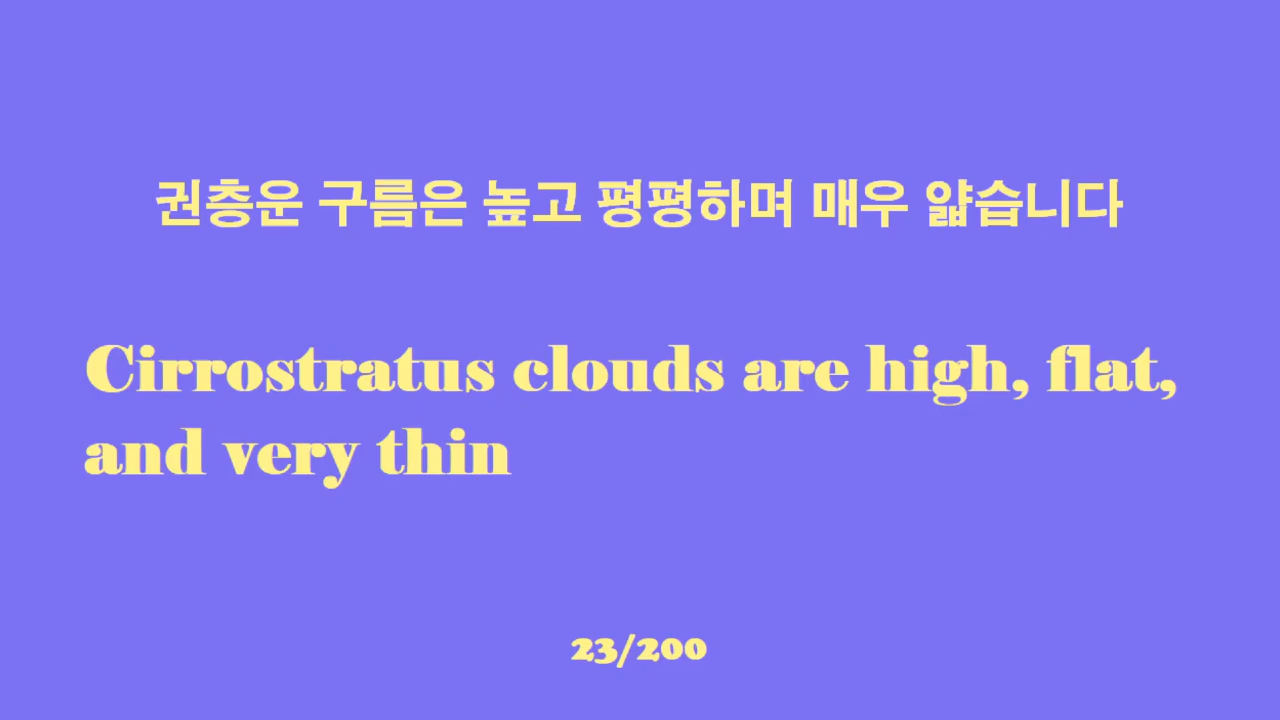 권층운 구름은 높고 평평하며 매우 얇습니다
Cirrostratus clouds are high, flat,
and very thin
23/200